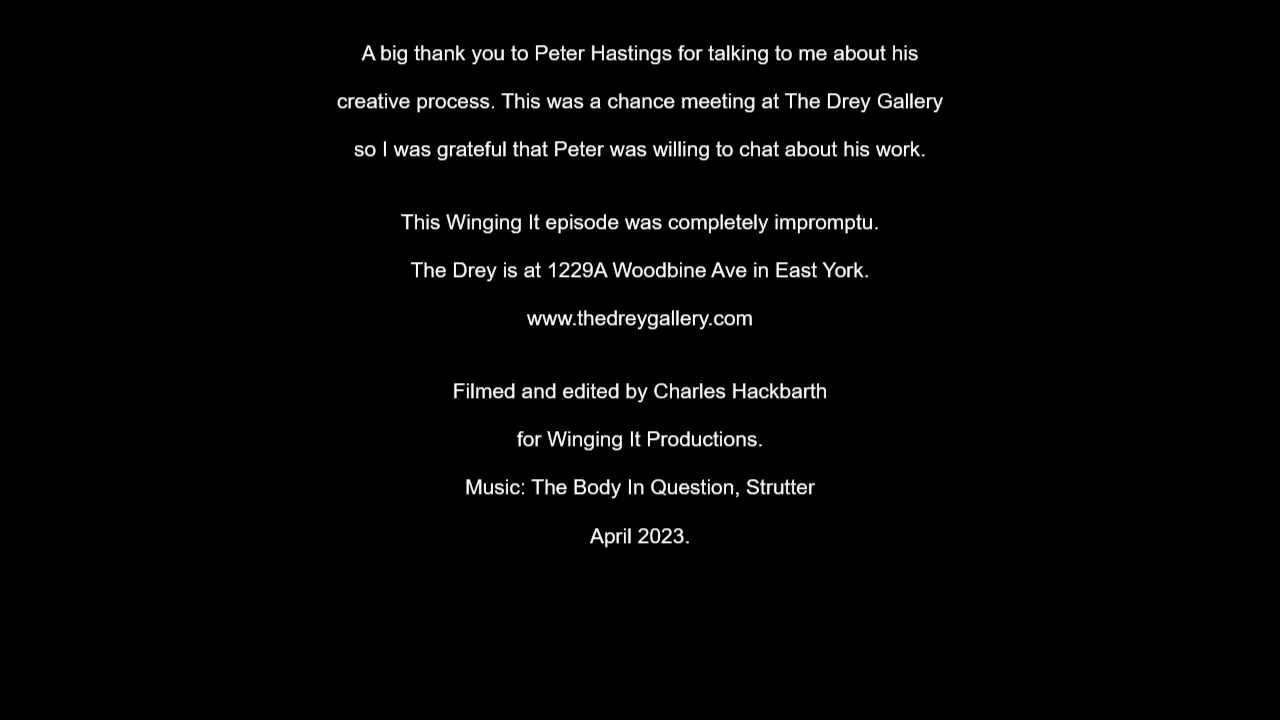 A big thank you to Peter Hastings for talking to me about his
creative process. This was a chance meeting at The Drey Gallery
so I was grateful that Peter was willing to chat about his work.
This Winging It episode was completely impromptu.
The Drey is at 1229A Woodbine Ave in East York.
www.thedreygallery.com
Filmed and edited by Charles Hackbarth
for Winging It Productions.
Music: The Body In Question, Strutter
April 2023.